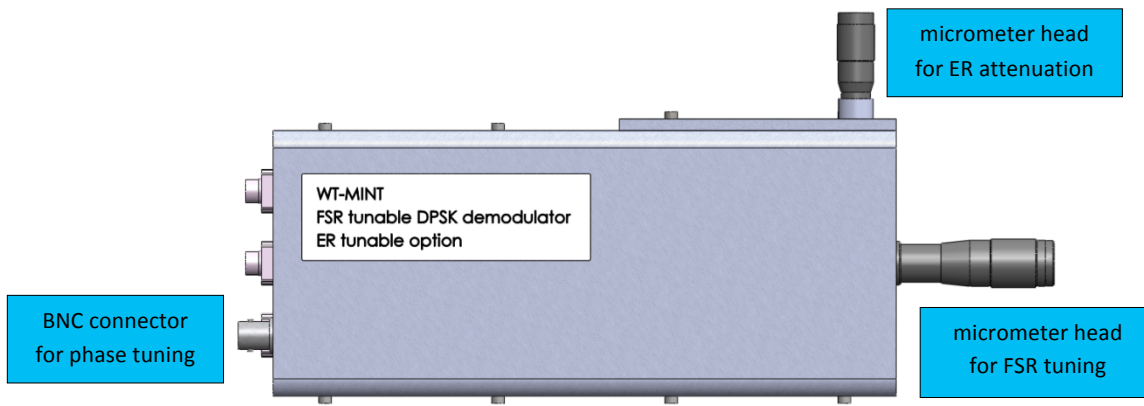 micrometer head
for ER attenuation
WT-MINT
FSR tunable DPSK demodulator
ER tunable option
BNC connector
for phase tuning
micrometer head
for FSR tuning